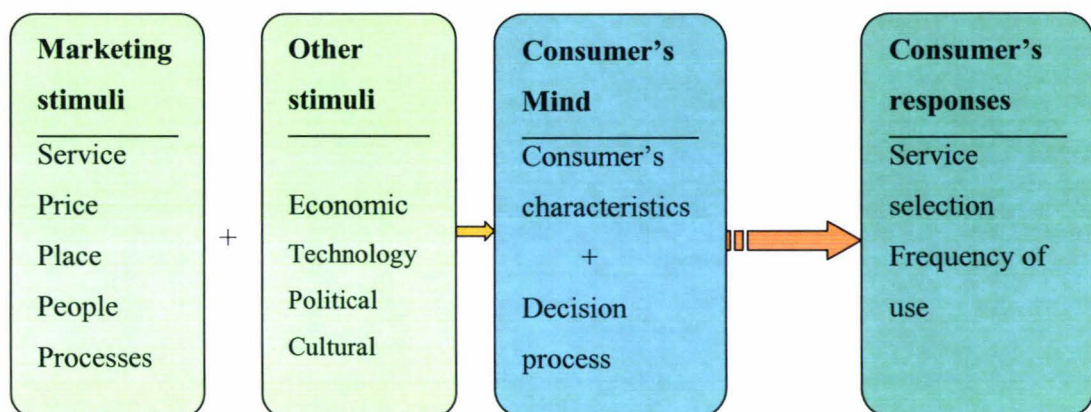 Marketing
stimuli
Service
Price
Place
People
Processes
+
Other
stimuli
Economic
Technology
Political
Cultural
Consumer’s
Mind
Consumer’s
characteristics
+
Decision
process
Consumer’s
responses
Service
selection
Frequency of
use